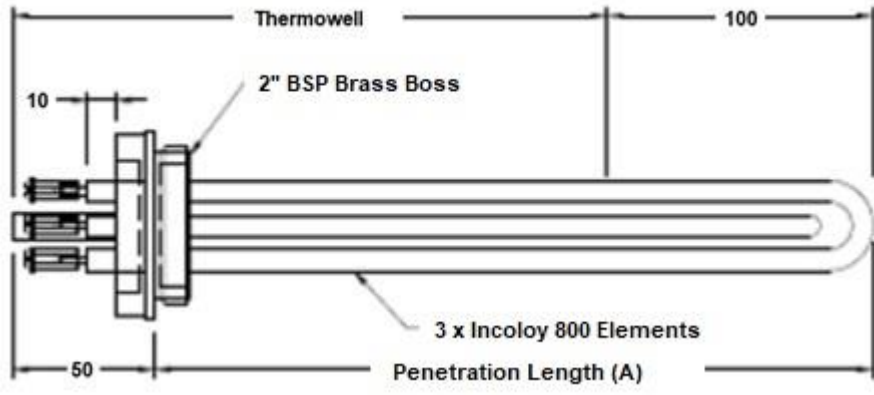 Thermowell
100
2" BSP Brass Boss
10
3 x Incoloy 800 Elements
50
Penetration Length (A)